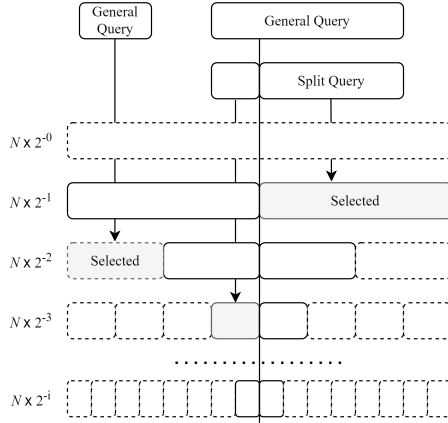 General
Query
General Query
Split Query
N x 2⁻⁰
N x 2⁻¹
Selected
N x 2⁻²
Selected
N x 2⁻³
N x 2⁻ⁱ